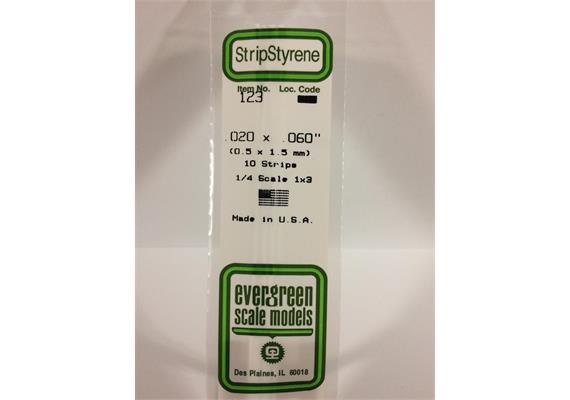 StripStyrene
Item No. Loc. Code
123
.020 x .060"
(0.5 x 1.5 mm)
10 Strips
1/4 Scale 1x3
Made in U.S.A.
evergreen
scale models
Des Plaines, IL 60018